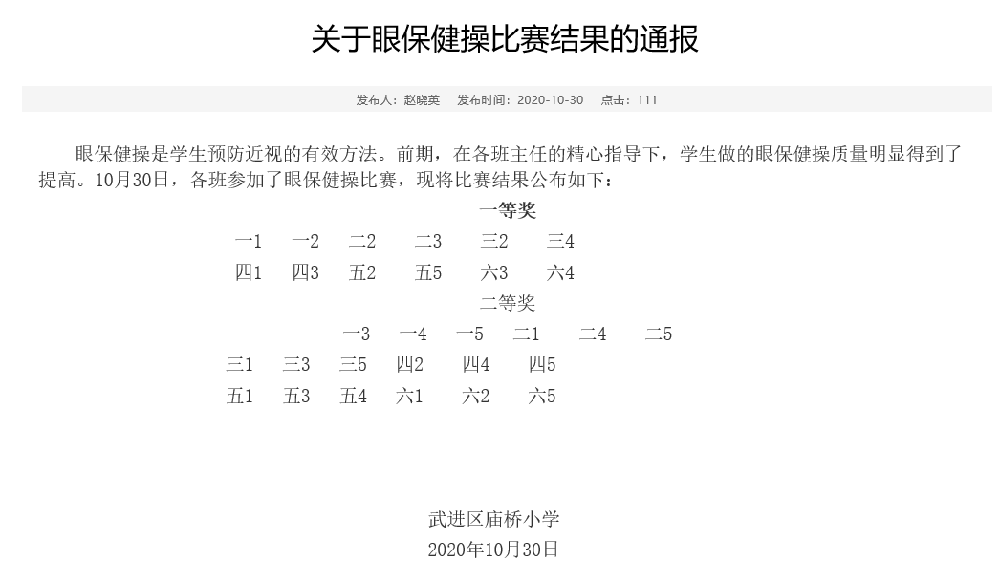 关于眼保健操比赛结果的通报
发布人：赵晓英 发布时间：2020-10-30 点击：111
眼保健操是学生预防近视的有效方法。前期，在各班主任的精心指导下，学生做的眼保健操质量明显得到了
提高。10月30日，各班参加了眼保健操比赛，现将比赛结果公布如下：
一等奖
一1 一2 二2 二3 三2 三4
四1 四3 五2 五5 六3 六4
二等奖
一3 一4 一5 二1 二4 二5
三1 三3 三5 四2 四4 四5
五1 五3 五4 六1 六2 六5
武进区庙桥小学
2020年10月30日